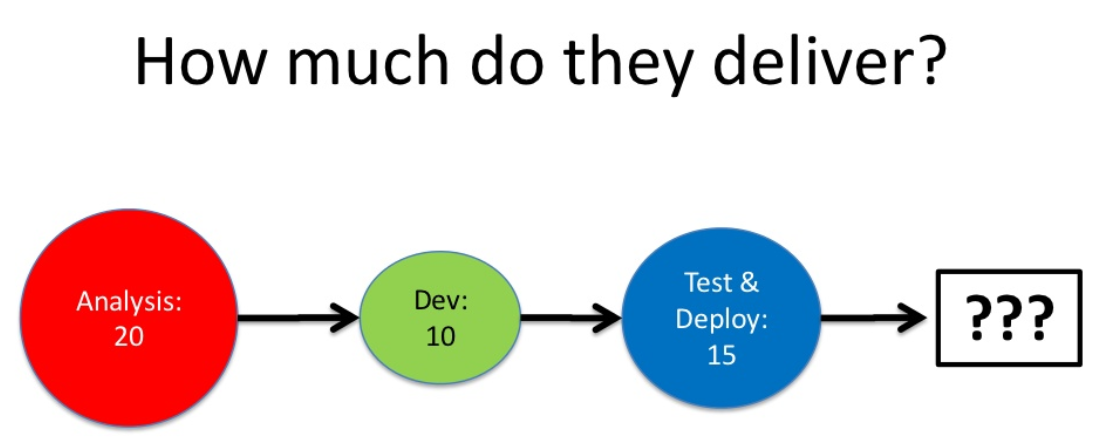 How much do they deliver?
Analysis:
20
Dev:
10
Test &
Deploy:
15
???